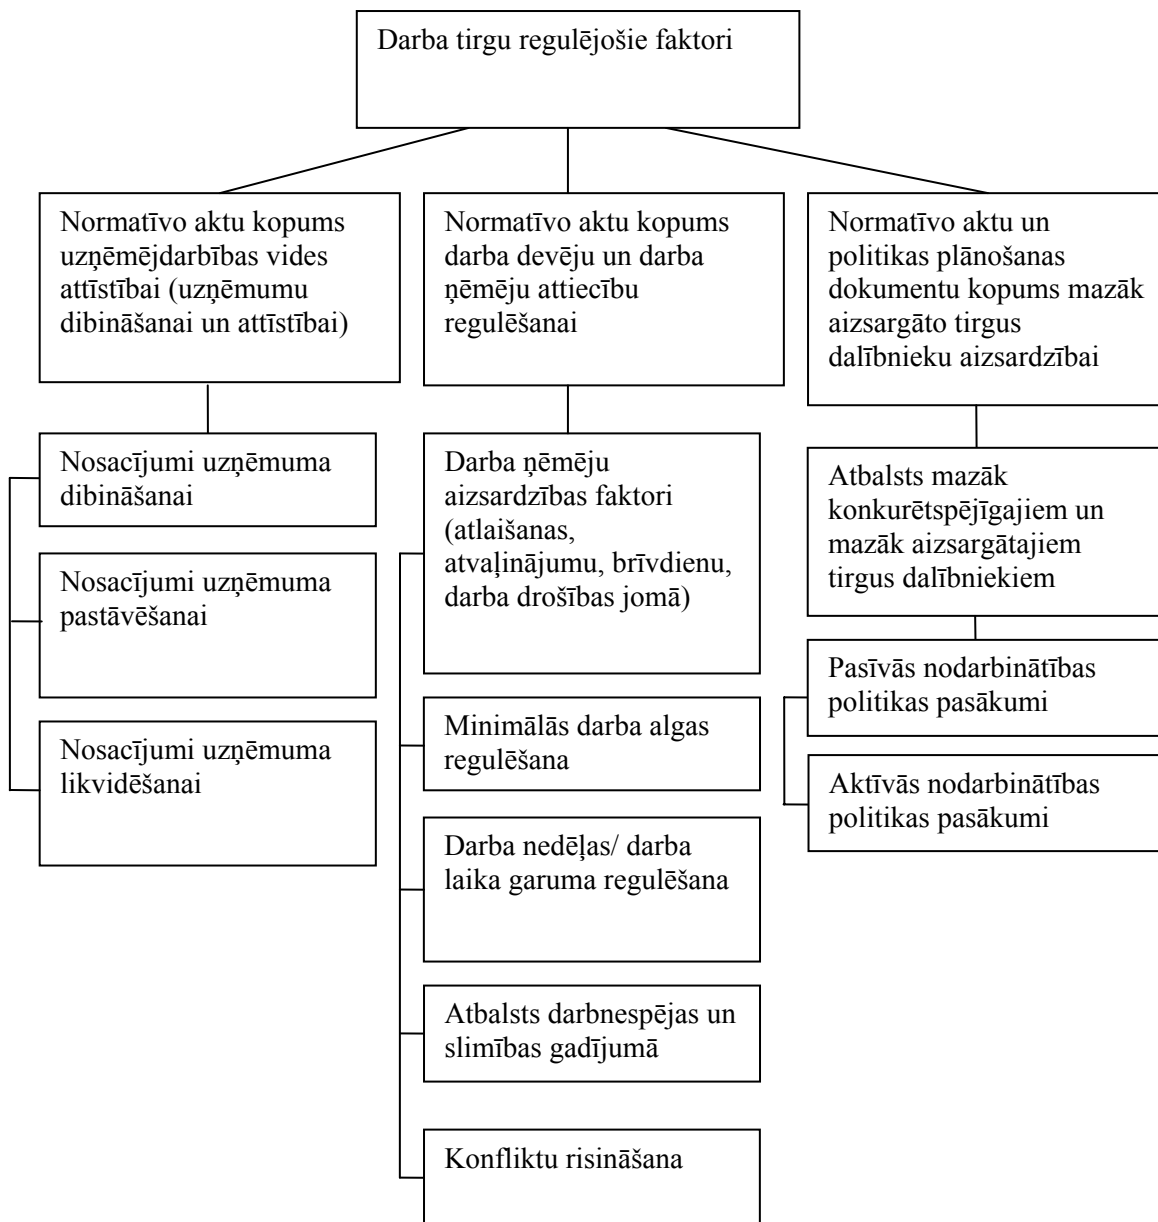 Darba tirgu regulējošie faktori
Normatīvo aktu kopums
uzņēmējdarbības vides
attīstībai (uzņēmumu
dibināšanai un attīstībai)
Nosacījumi uzņēmuma
dibināšanai
Nosacījumi uzņēmuma
pastāvēšanai
Nosacījumi uzņēmuma
likvidēšanai
Normatīvo aktu kopums
darba devēju un darba
ņēmēju attiecību
regulēšanai
Darba ņēmēju
aizsardzības faktori
(atlaišanas,
atvaļinājumu, brīvdienu,
darba drošības jomā)
Minimālās darba algas
regulēšana
Darba nedēļas/ darba
laika garuma regulēšana
Atbalsts darbnespējas un
slimības gadījumā
Konfliktu risināšana
Normatīvo aktu un
politikas plānošanas
dokumentu kopums mazāk
aizsargāto tirgus
dalībnieku aizsardzībai
Atbalsts mazāk
konkurētspējīgajiem un
mazāk aizsargātajiem
tirgus dalībniekiem
Pasīvās nodarbinātības
politikas pasākumi
Aktīvās nodarbinātības
politikas pasākumi